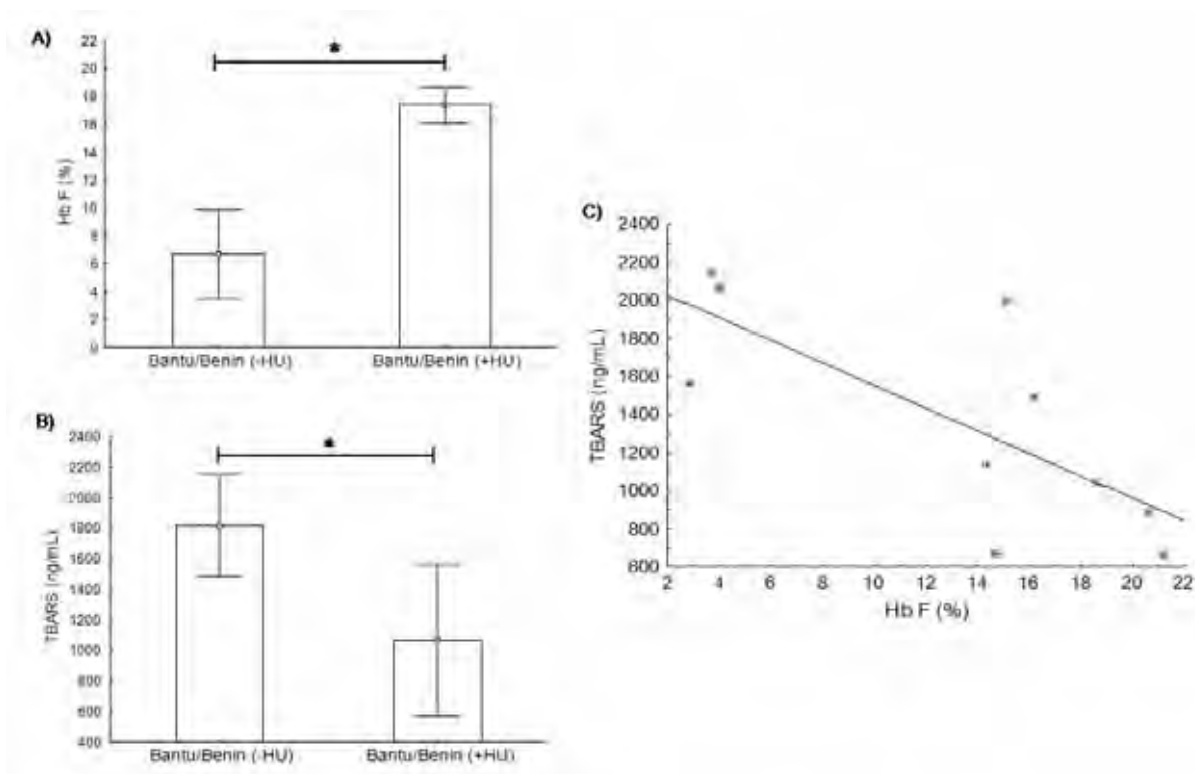 A)
*
22
20
18
16
14
12
10
8
6
4
2
0
Hb F (%)
Bantu/Benin (-HU)
Bantu/Benin (+HU)
B)
*
2400
2200
2000
1800
1600
1400
1200
1000
800
600
400
TBARS (ng/mL)
Bantu/Benin (-HU)
Bantu/Benin (+HU)
C)
2400
2200
2000
1800
1600
1400
1200
1000
800
600
TBARS (ng/mL)
2 4 6 8 10 12 14 16 18 20 22
Hb F (%)